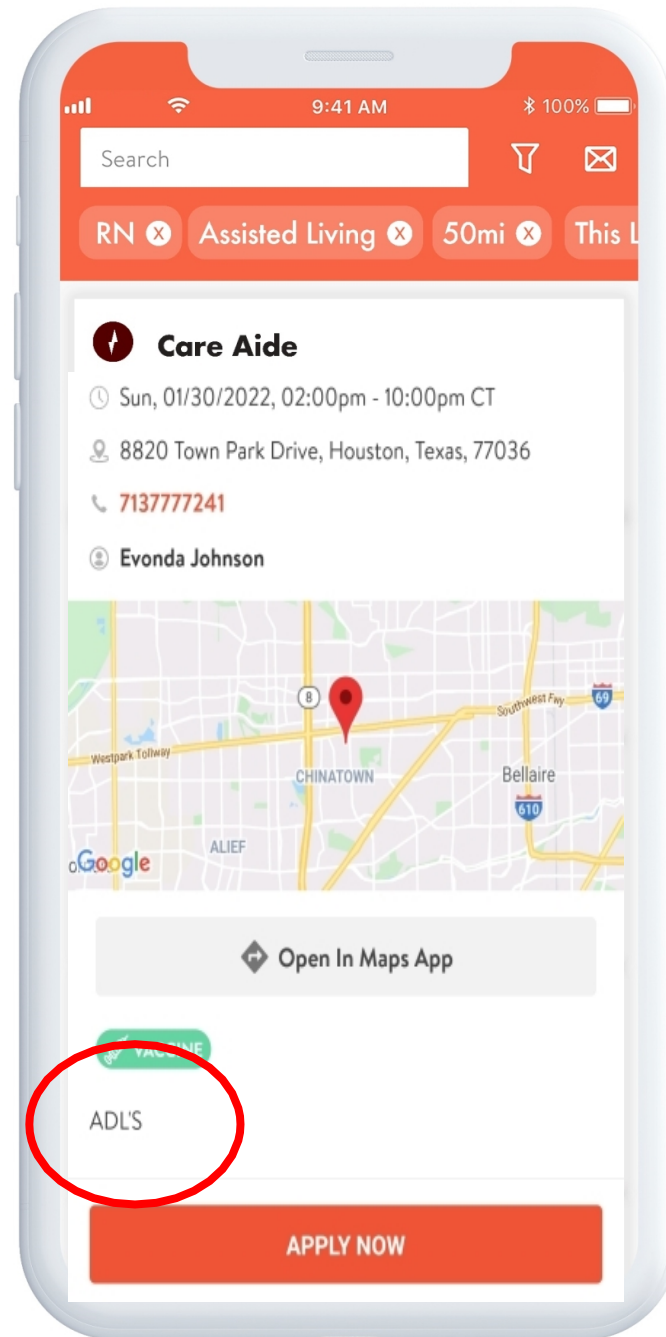 9:41 AM
100%
Search
RN
Assisted Living
50mi
This L
Care Aide
Sun, 01/30/2022, 02:00pm - 10:00pm CT
8820 Town Park Drive, Houston, Texas, 77036
7137777241
Evonda Johnson
8
Southwest Fwy
69
Westpark Tollway
CHINATOWN
Bellaire
610
ALIEF
Google
Open In Maps App
VACCINE
ADL'S
APPLY NOW